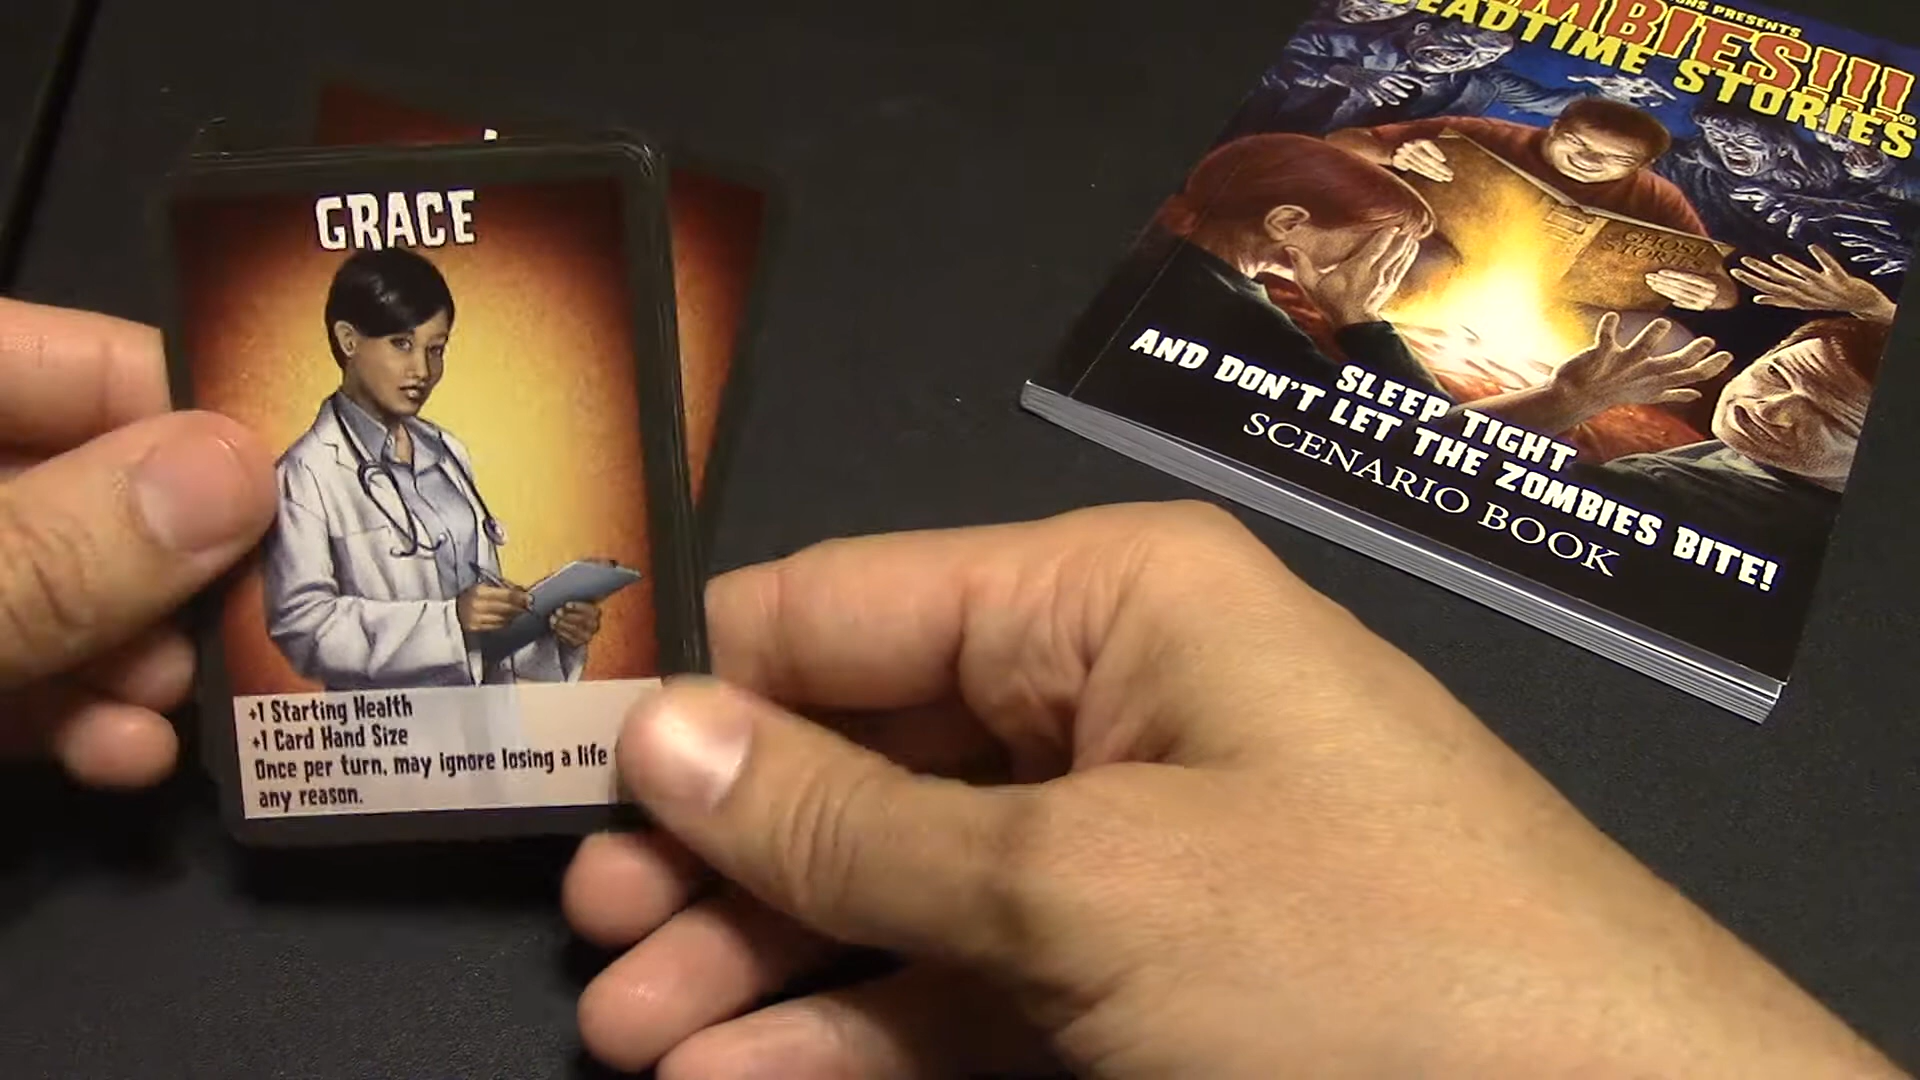 GRACE
+1 Starting Health
+1 Card Hand Size
Once per turn, may ignore losing a life
any reason.
PRESENTS
DEADTIME STORIES
GHOST
STORIES
SLEEP TIGHT
AND DON'T LET THE ZOMBIES BITE!
SCENARIO BOOK